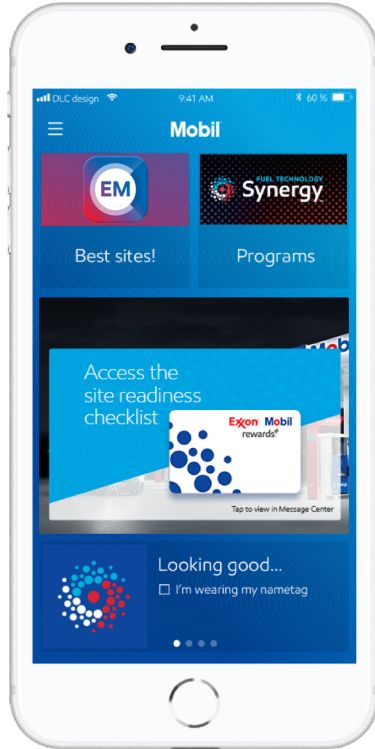 DLC design
9:41 AM
60 %
Mobil
EM
FUEL TECHNOLOGY
Synergy
Best sites!
Programs
Mob
Access the
site readiness
checklist
Exxon Mobil
rewards+
Tap to view in Message Center
Looking good...
I'm wearing my nametag